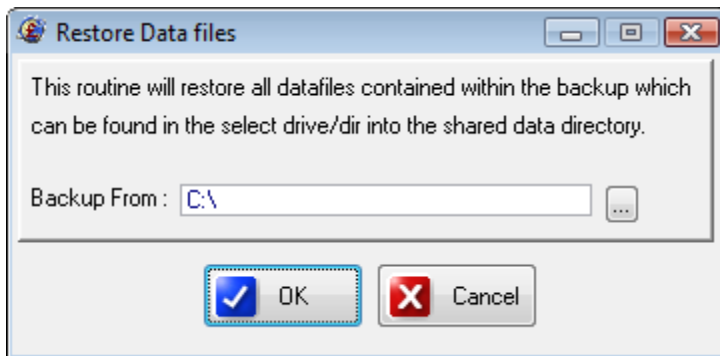 Restore Data files
This routine will restore all datafiles contained within the backup which
can be found in the select drive/dir into the shared data directory.
Backup From : C:\ ...
OK Cancel